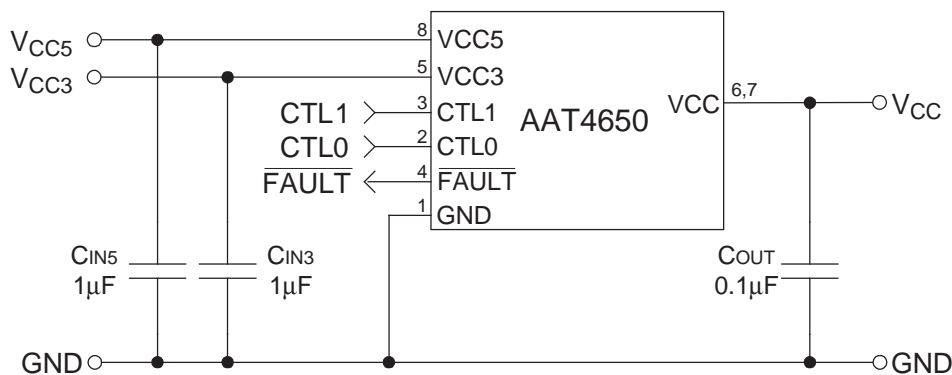 VCC5
VCC3
CTL1
CTL0
FAULT
8
5
3
2
4
1
VCC5
VCC3
CTL1
CTL0
FAULT
GND
AAT4650
VCC
6,7
VCC
CIN5
1μF
CIN3
1μF
COUT
0.1μF
GND
GND